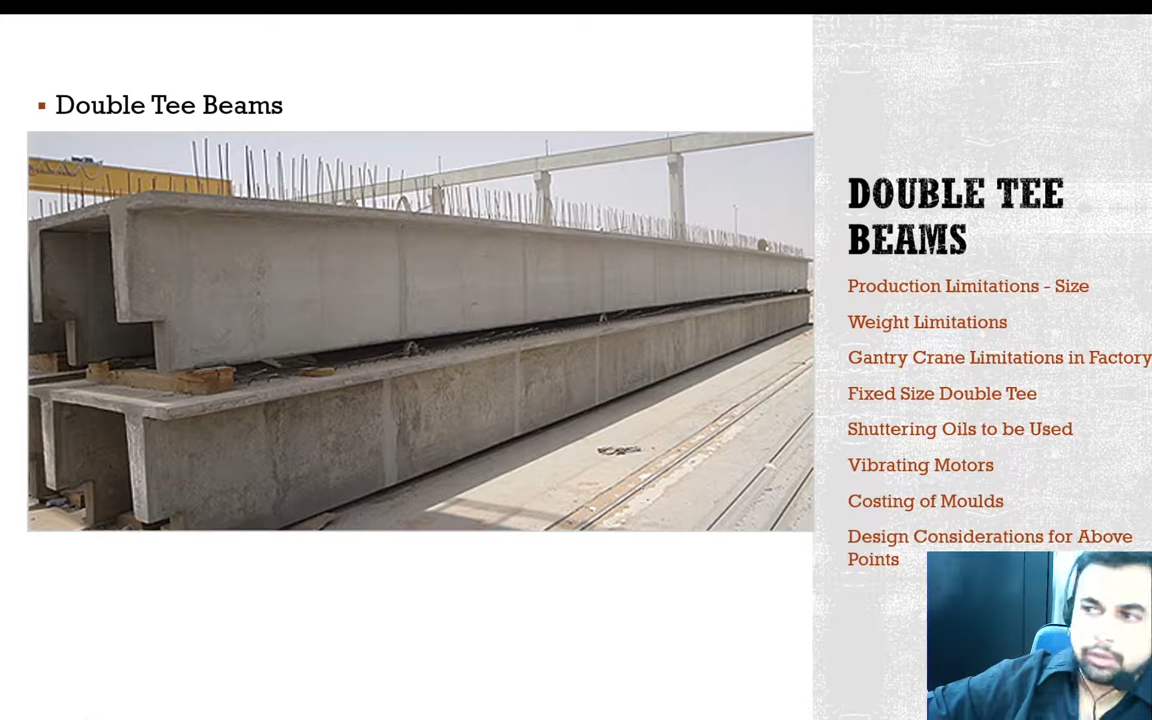 Double Tee Beams
DOUBLE TEE
BEAMS
Production Limitations - Size
Weight Limitations
Gantry Crane Limitations in Factory
Fixed Size Double Tee
Shuttering Oils to be Used
Vibrating Motors
Costing of Moulds
Design Considerations for Above
Points